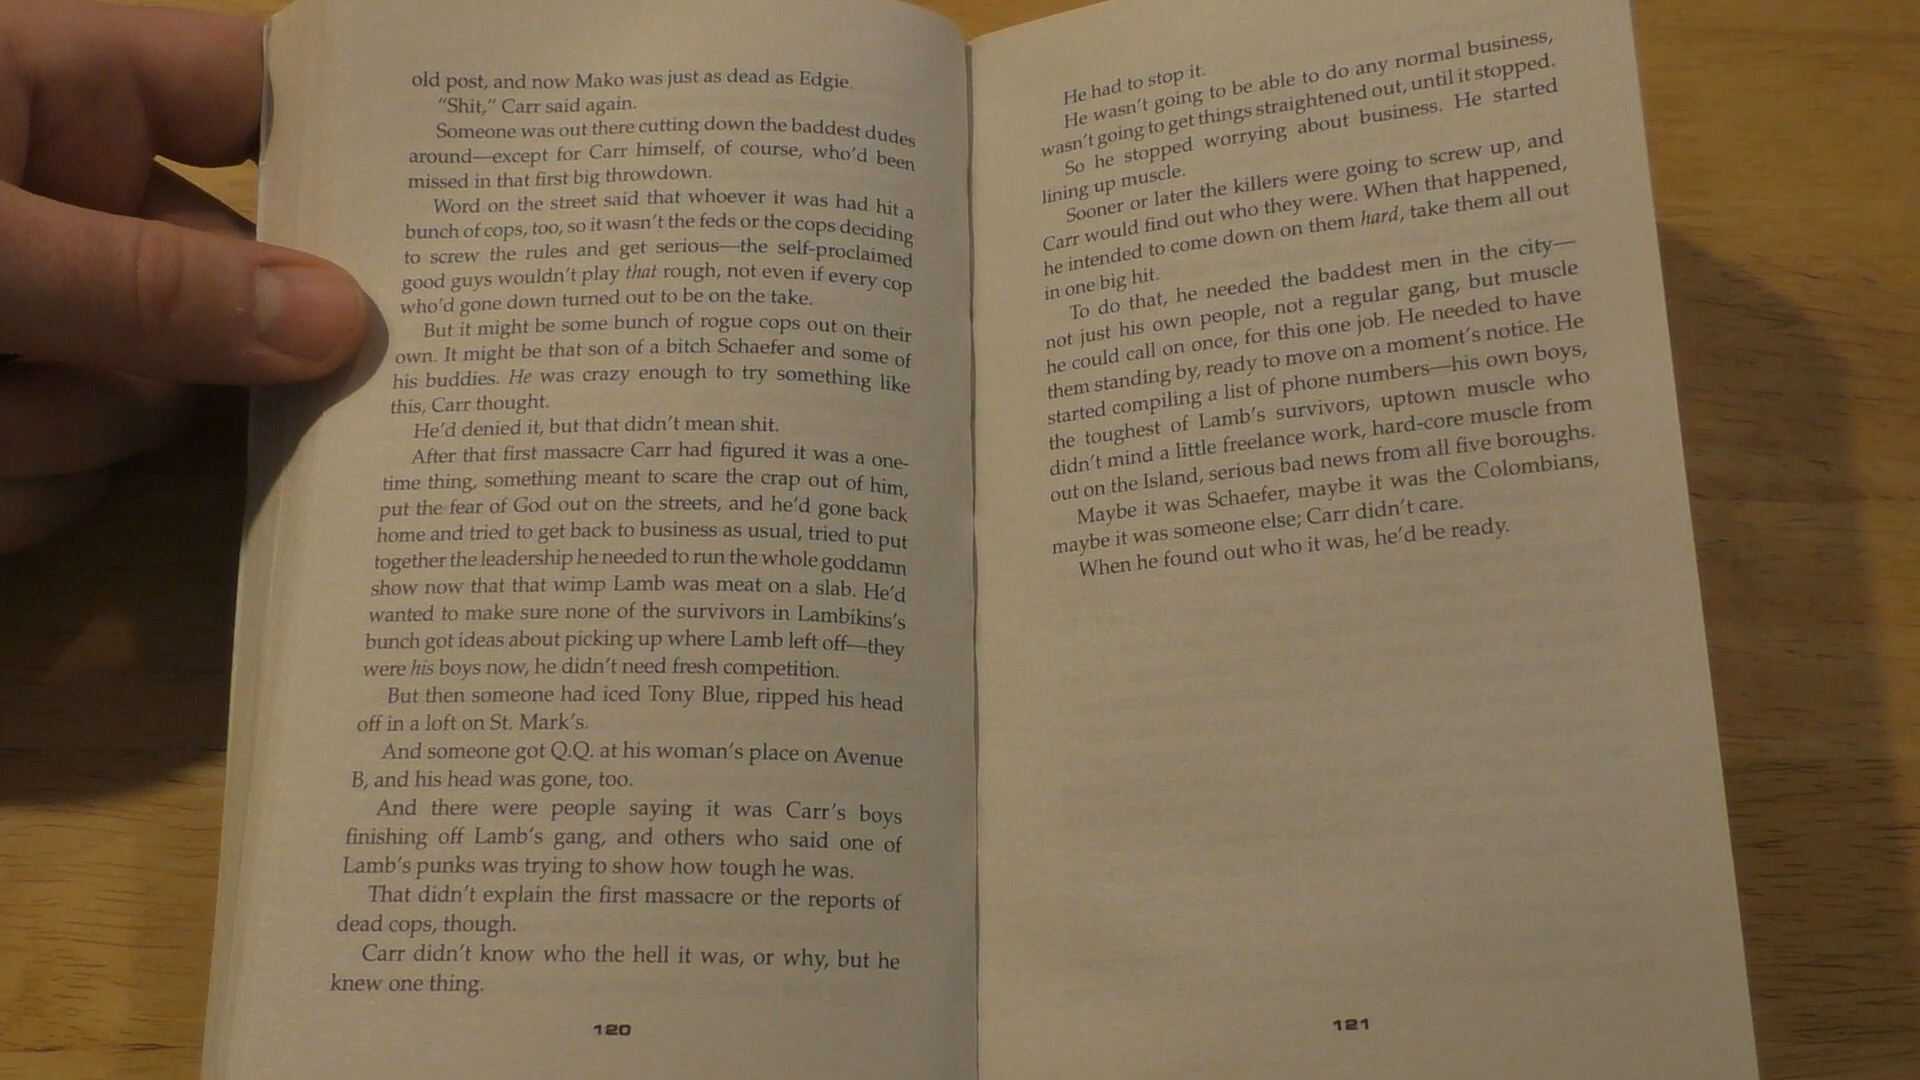 old post, and now Mako was just as dead as Edgie.
“Shit,” Carr said again.
Someone was out there cutting down the baddest dudes
around—except for Carr himself, of course, who’d been
missed in that first big throwdown.
Word on the street said that whoever it was had hit a
bunch of cops, too, so it wasn’t the feds or the cops deciding
to screw the rules and get serious—the self-proclaimed
good guys wouldn’t play that rough, not even if every cop
who’d gone down turned out to be on the take.
But it might be some bunch of rogue cops out on their
own. It might be that son of a bitch Schaefer and some of
his buddies. He was crazy enough to try something like
this, Carr thought.
He’d denied it, but that didn’t mean shit.
After that first massacre Carr had figured it was a one-
time thing, something meant to scare the crap out of him,
put the fear of God out on the streets, and he’d gone back
home and tried to get back to business as usual, tried to put
together the leadership he needed to run the whole goddamn
show now that that wimp Lamb was meat on a slab. He’d
wanted to make sure none of the survivors in Lambikins’s
bunch got ideas about picking up where Lamb left off—they
were his boys now, he didn’t need fresh competition.
But then someone had iced Tony Blue, ripped his head
off in a loft on St. Mark’s.
And someone got Q.Q. at his woman’s place on Avenue
B, and his head was gone, too.
And there were people saying it was Carr’s boys
finishing off Lamb’s gang, and others who said one of
Lamb’s punks was trying to show how tough he was.
That didn’t explain the first massacre or the reports of
dead cops, though.
Carr didn’t know who the hell it was, or why, but he
knew one thing.
120
He had to stop it.
He wasn’t going to be able to do any normal business,
wasn’t going to get things straightened out, until it stopped.
So he stopped worrying about business. He started
lining up muscle.
Sooner or later the killers were going to screw up, and
Carr would find out who they were. When that happened,
he intended to come down on them hard, take them all out
in one big hit.
To do that, he needed the baddest men in the city—
not just his own people, not a regular gang, but muscle
he could call on once, for this one job. He needed to have
them standing by, ready to move on a moment’s notice. He
started compiling a list of phone numbers—his own boys,
the toughest of Lamb’s survivors, uptown muscle who
didn’t mind a little freelance work, hard-core muscle from
out on the Island, serious bad news from all five boroughs.
Maybe it was Schaefer, maybe it was the Colombians,
maybe it was someone else; Carr didn’t care.
When he found out who it was, he’d be ready.
121